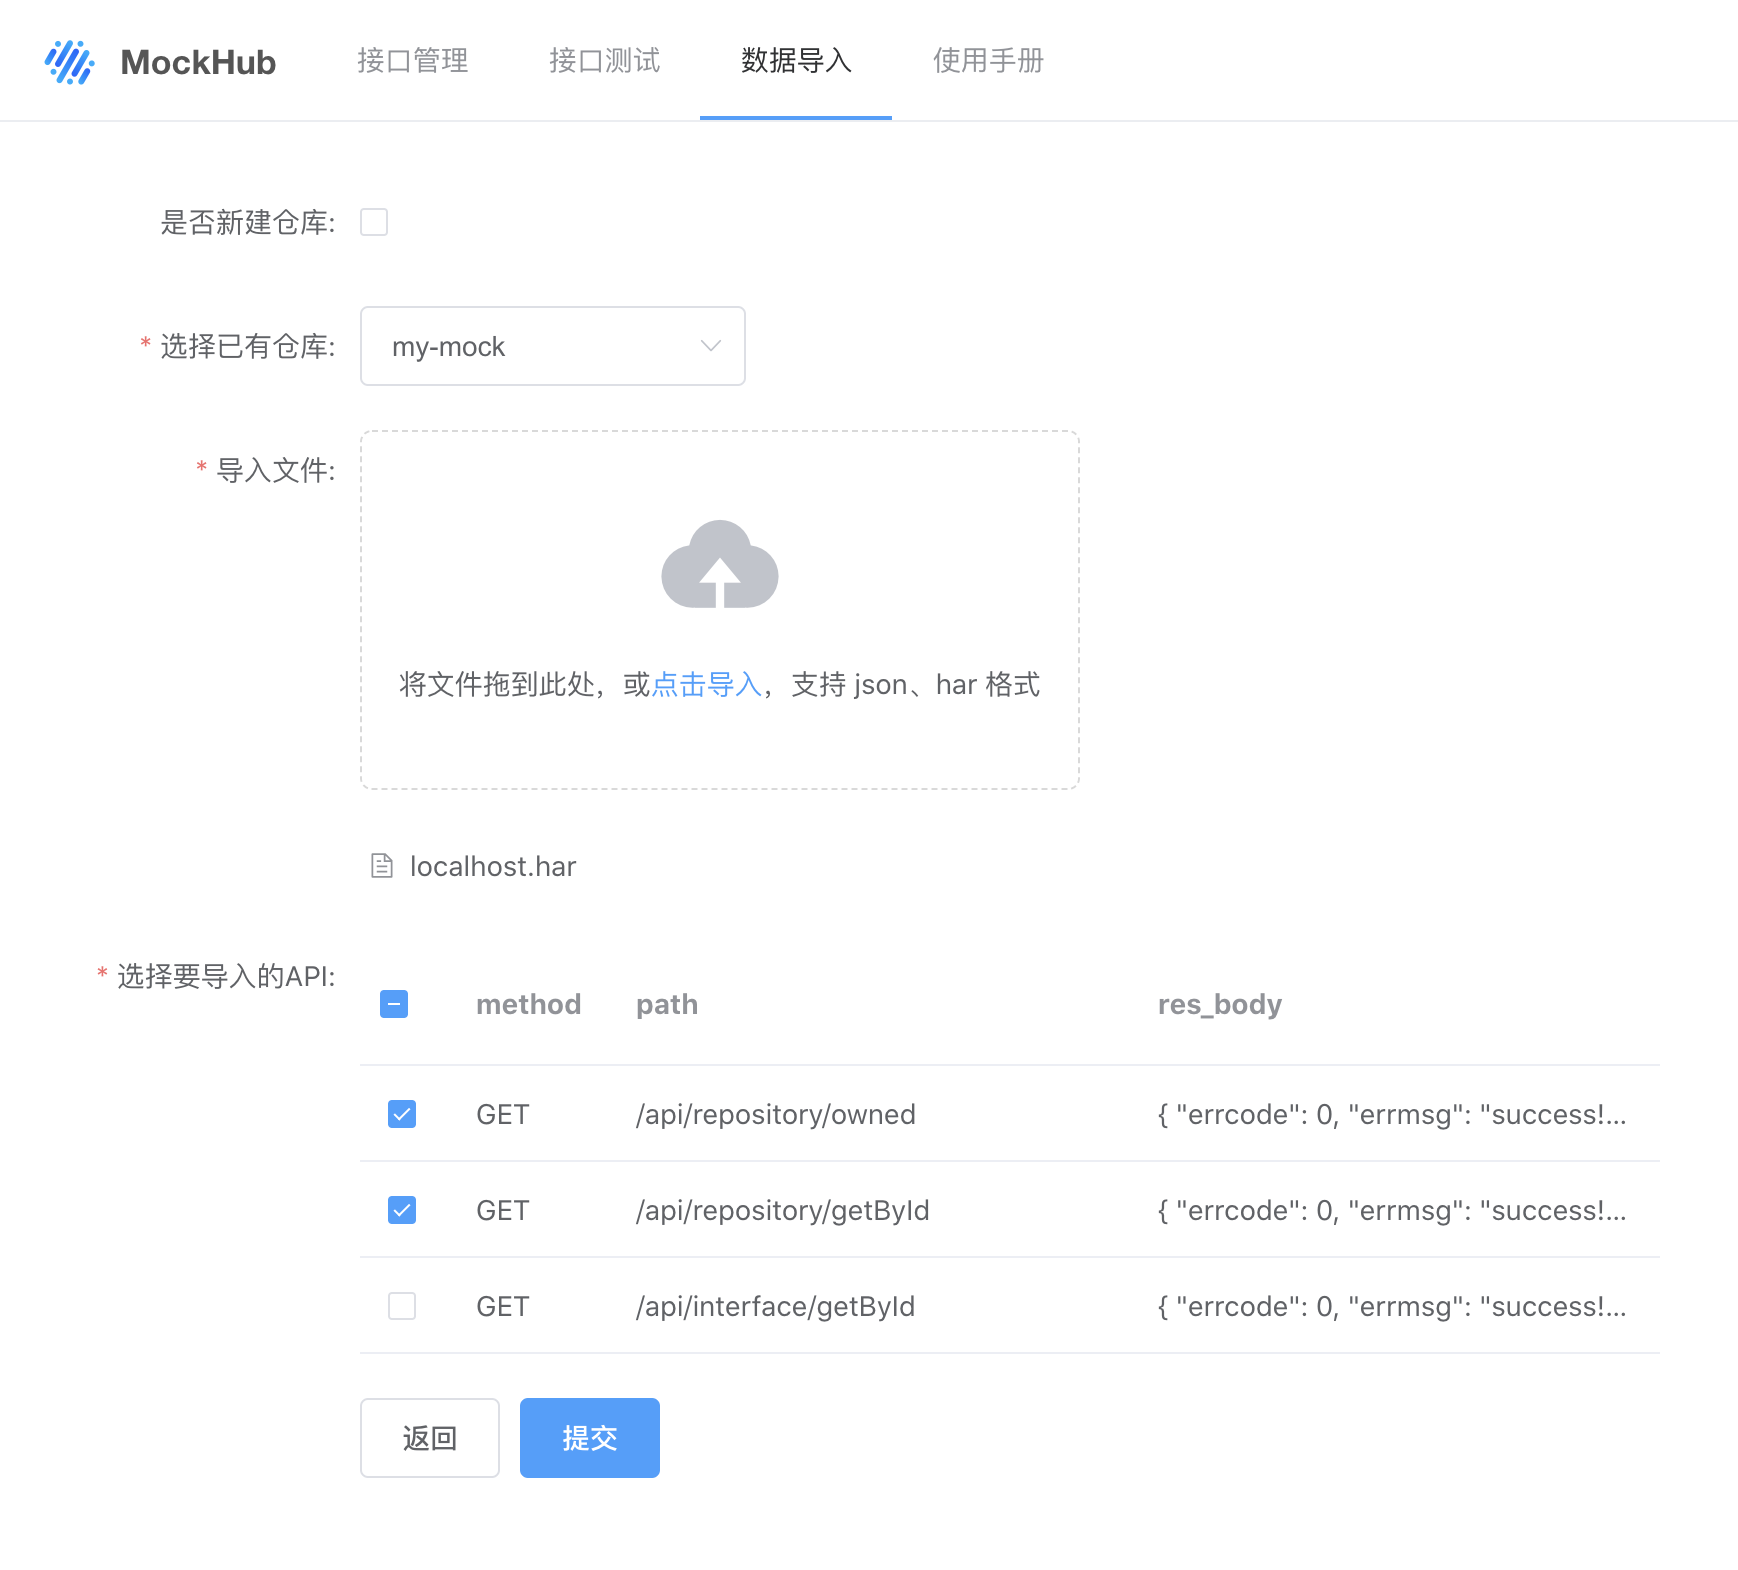 MockHub 接口管理 接口测试 数据导入 使用手册
是否新建仓库:
* 选择已有仓库: my-mock
* 导入文件:
将文件拖到此处，或点击导入，支持 json、har 格式
localhost.har
* 选择要导入的API:
method path res_body
GET /api/repository/owned { "errcode": 0, "errmsg": "success!...
GET /api/repository/getById { "errcode": 0, "errmsg": "success!...
GET /api/interface/getById { "errcode": 0, "errmsg": "success!...
返回 提交